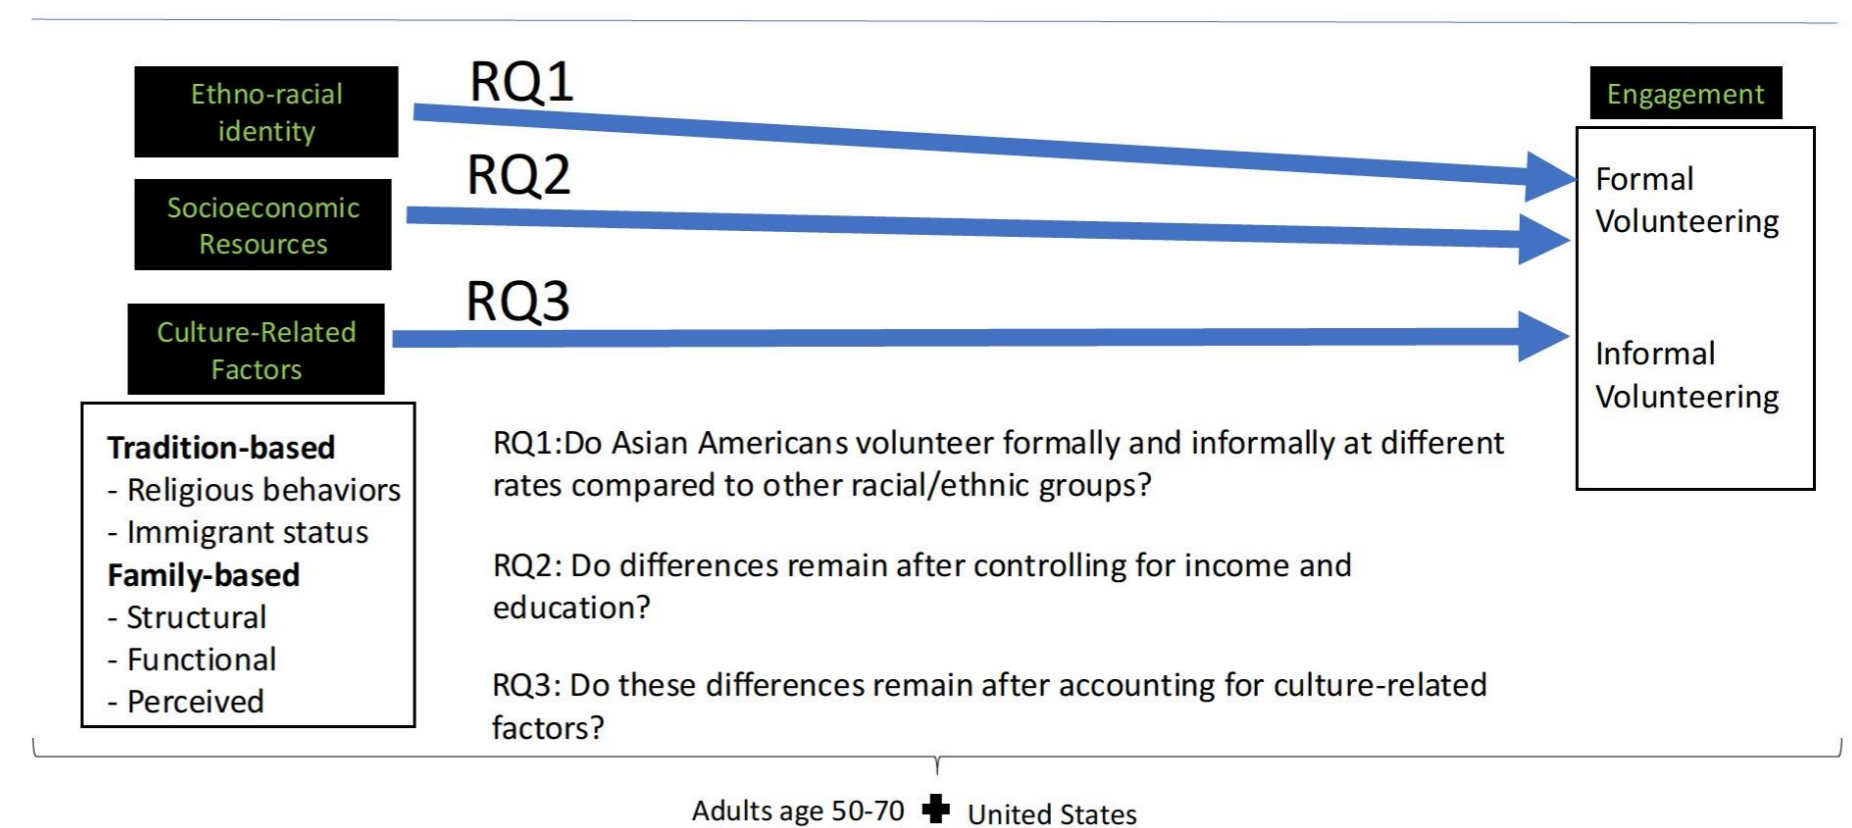 Ethno-racial
identity
RQ1
Engagement
Socioeconomic
Resources
RQ2
Formal
Volunteering
Culture-Related
Factors
RQ3
Informal
Volunteering
Tradition-based
- Religious behaviors
- Immigrant status
Family-based
- Structural
- Functional
- Perceived
RQ1:Do Asian Americans volunteer formally and informally at different
rates compared to other racial/ethnic groups?
RQ2: Do differences remain after controlling for income and
education?
RQ3: Do these differences remain after accounting for culture-related
factors?
Adults age 50-70 + United States